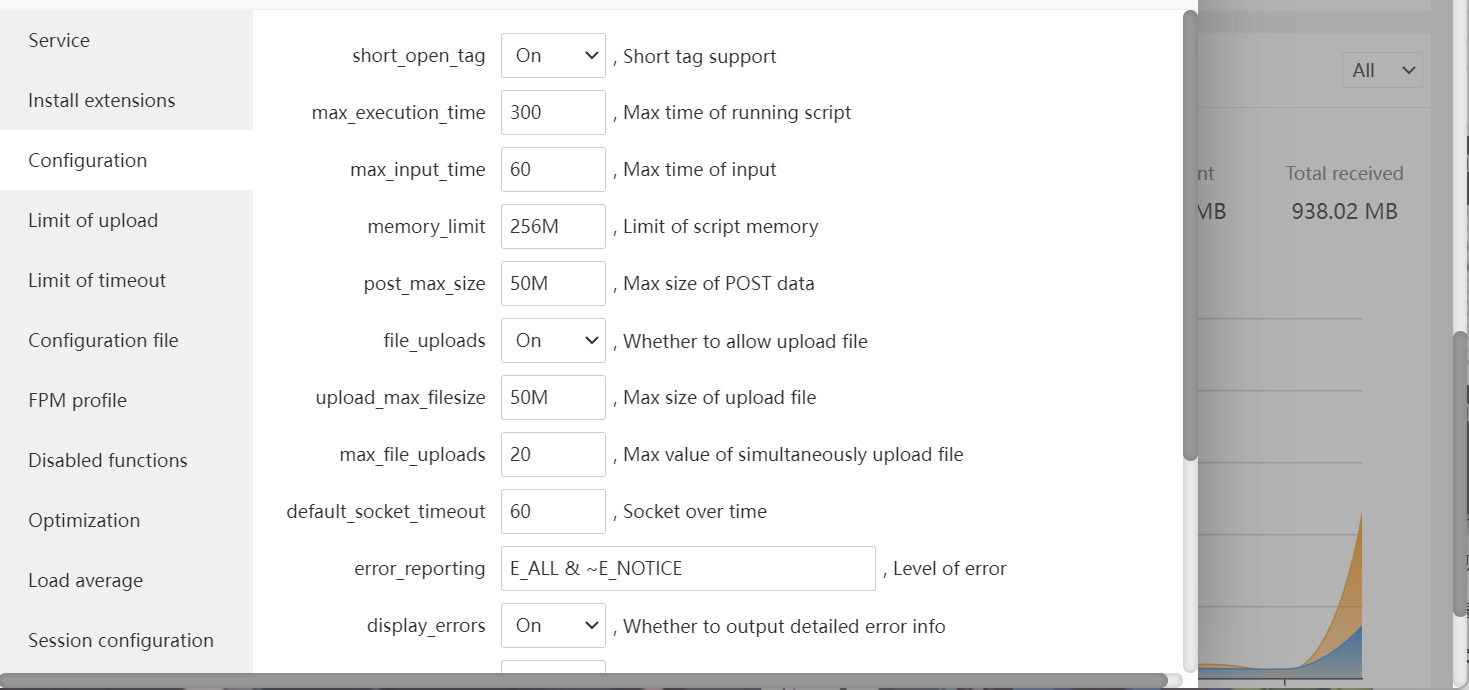 Service
Install extensions
Configuration
Limit of upload
Limit of timeout
Configuration file
FPM profile
Disabled functions
Optimization
Load average
Session configuration
short_open_tag On , Short tag support
max_execution_time 300 , Max time of running script
max_input_time 60 , Max time of input
memory_limit 256M , Limit of script memory
post_max_size 50M , Max size of POST data
file_uploads On , Whether to allow upload file
upload_max_filesize 50M , Max size of upload file
max_file_uploads 20 , Max value of simultaneously upload file
default_socket_timeout 60 , Socket over time
error_reporting E_ALL & ~E_NOTICE , Level of error
display_errors On , Whether to output detailed error info
All
nt Total received
MB 938.02 MB